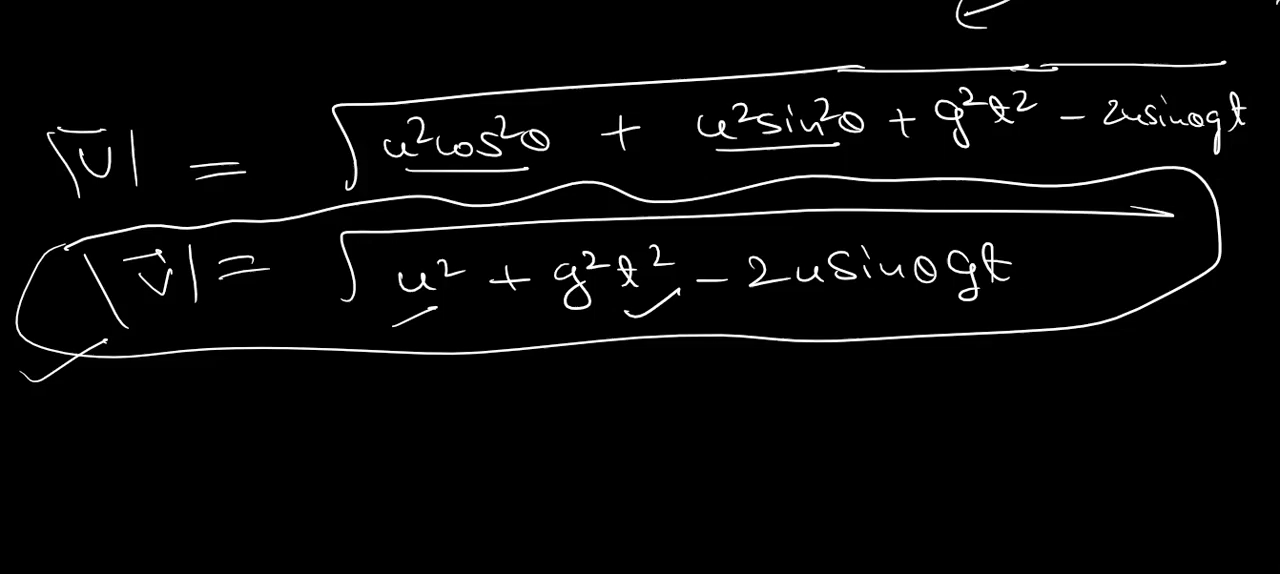 |v̄| = √(u²cos²θ + u²sin²θ + g²t² - 2usinθgt)
|v⃗| = √(u² + g²t² - 2usinθgt)